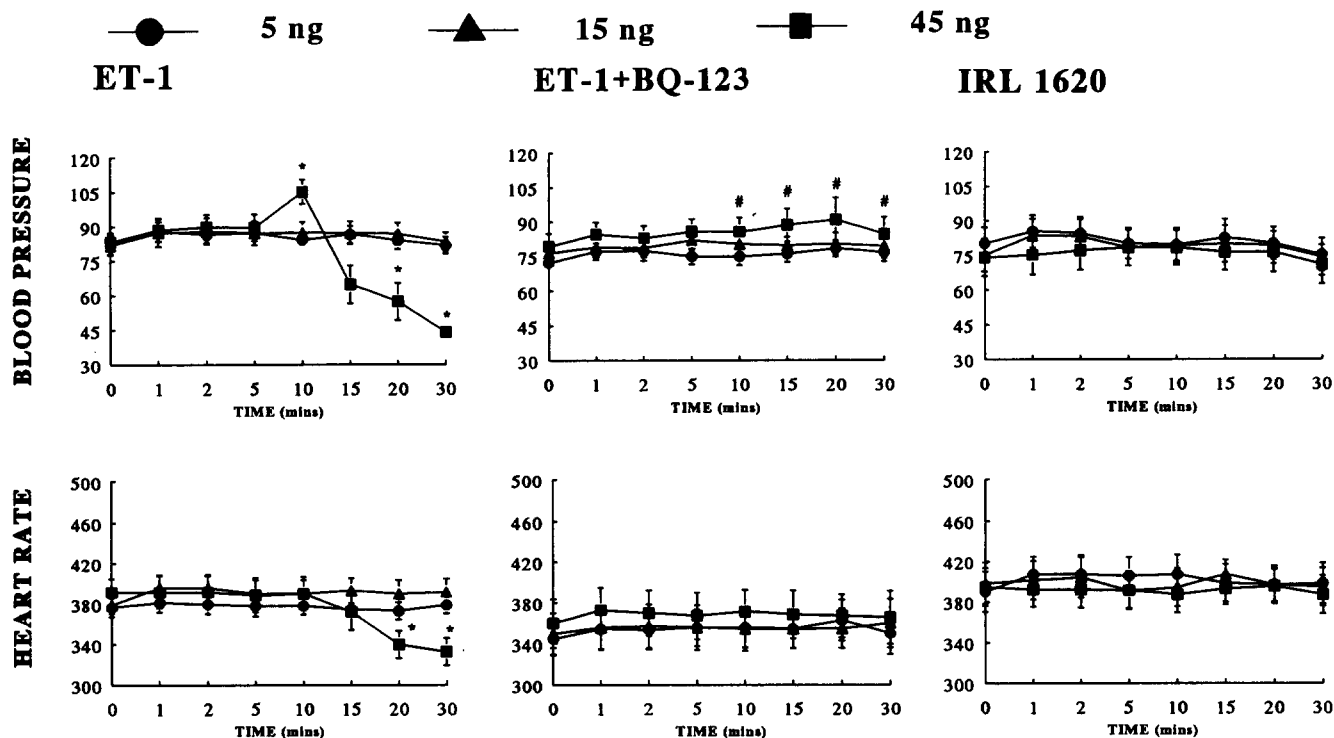 5 ng 15 ng 45 ng
ET-1 ET-1+BQ-123 IRL 1620
BLOOD PRESSURE
120 120 120
105 105 105
90 90 90
75 75 75
60 60 60
45 45 45
30 30 30
* * *
# # # #
0 1 2 5 10 15 20 30 0 1 2 5 10 15 20 30 0 1 2 5 10 15 20 30
TIME (mins) TIME (mins) TIME (mins)
HEART RATE
500 500 500
460 460 460
420 420 420
380 380 380
340 340 340
300 300 300
* *
0 1 2 5 10 15 20 30 0 1 2 5 10 15 20 30 0 1 2 5 10 15 20 30
TIME (mins) TIME (mins) TIME (mins)